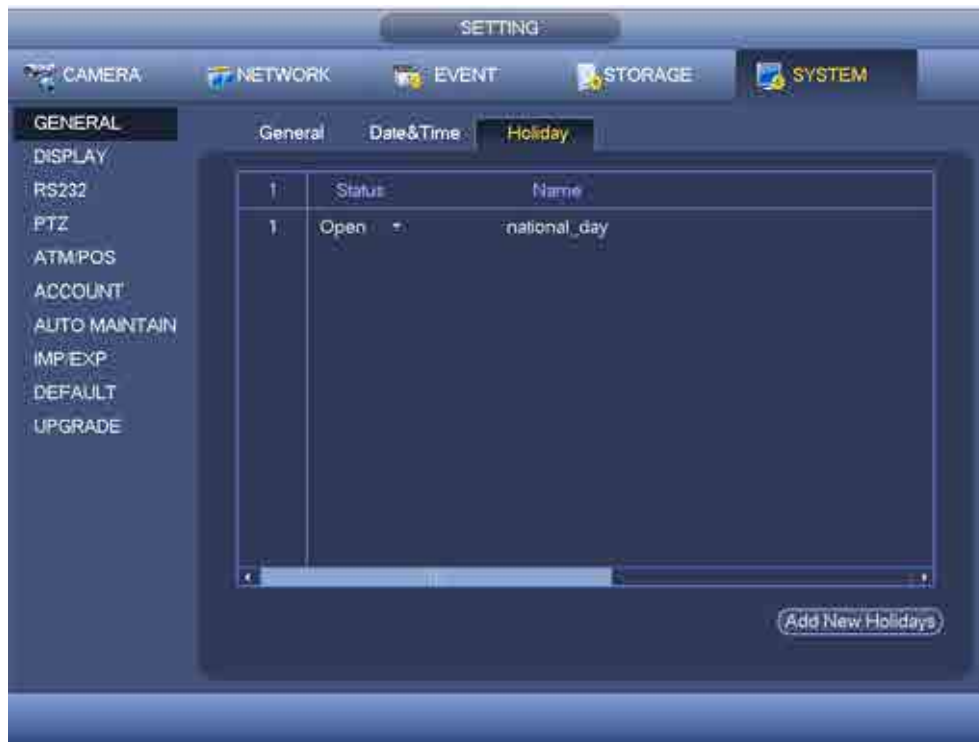 SETTING
CAMERA NETWORK EVENT STORAGE SYSTEM
GENERAL
DISPLAY
RS232
PTZ
ATM/POS
ACCOUNT
AUTO MAINTAIN
IMP/EXP
DEFAULT
UPGRADE
General Date&Time Holiday
1 Status Name
1 Open national_day
Add New Holidays